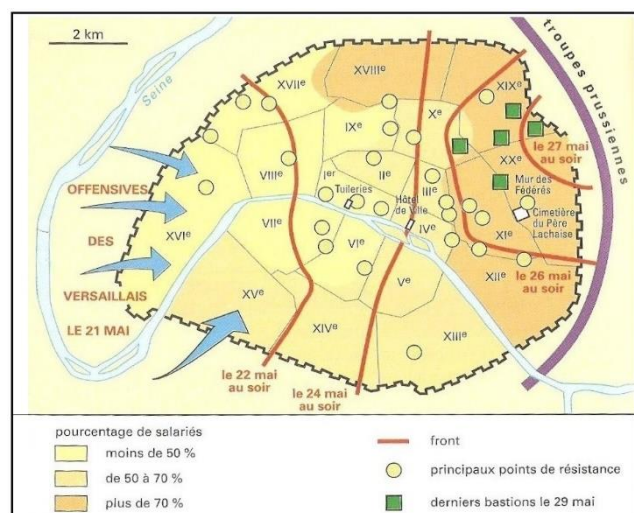 2 km
Seine
troupes prussiennes
XVIIe
XVIIIe
XIXe
Xe
IXe
le 27 mai
au soir
XXe
VIIIe
Ier
IIe
IIIe
Mur des
Fédérés
OFFENSIVES
Tuileries
Hôtel
de Ville
Cimetière
du Père
Lachaise
XVIe
VIIe
IVe
XIe
DES
VIe
le 26 mai
au soir
Ve
XIIe
VERSAILLAIS
XVe
LE 21 MAI
XIVe
XIIIe
le 22 mai
au soir
le 24 mai
au soir
pourcentage de salariés
moins de 50 %
de 50 à 70 %
plus de 70 %
front
principaux points de résistance
derniers bastions le 29 mai